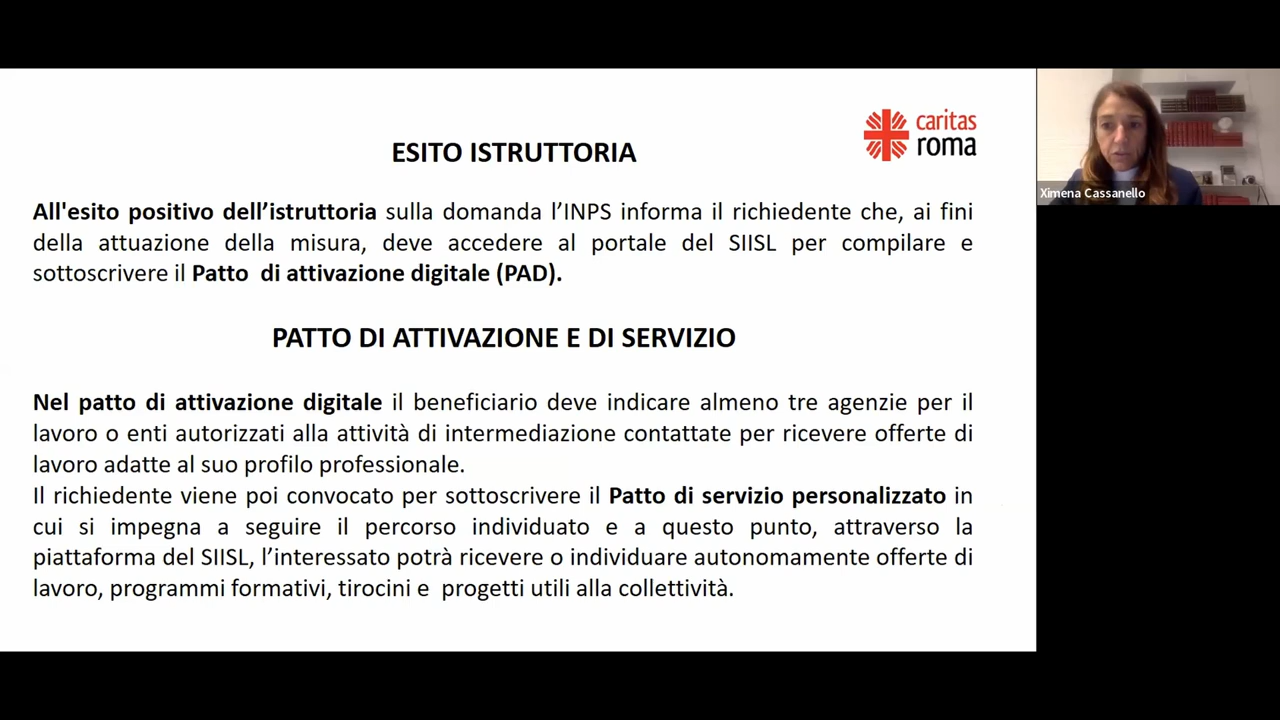 caritas
roma
ESITO ISTRUTTORIA
All'esito positivo dell’istruttoria sulla domanda l’INPS informa il richiedente che, ai fini
della attuazione della misura, deve accedere al portale del SIISL per compilare e
sottoscrivere il Patto di attivazione digitale (PAD).
PATTO DI ATTIVAZIONE E DI SERVIZIO
Nel patto di attivazione digitale il beneficiario deve indicare almeno tre agenzie per il
lavoro o enti autorizzati alla attività di intermediazione contattate per ricevere offerte di
lavoro adatte al suo profilo professionale.
Il richiedente viene poi convocato per sottoscrivere il Patto di servizio personalizzato in
cui si impegna a seguire il percorso individuato e a questo punto, attraverso la
piattaforma del SIISL, l’interessato potrà ricevere o individuare autonomamente offerte di
lavoro, programmi formativi, tirocini e progetti utili alla collettività.
Ximena Cassanello